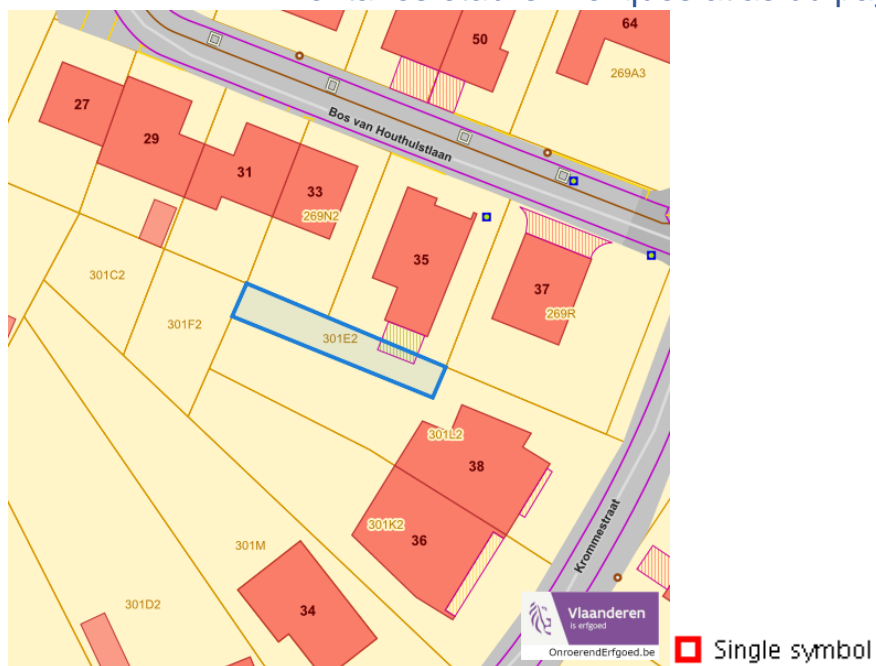 50
64
269A3
27
29
Bos van Houthulstlaan
31
33
269N2
35
301C2
37
269R
301F2
301E2
301L2
38
301K2
36
Krommestraat
301M
301D2
34
Vlaanderen
is erfgoed
OnroerendErfgoed.be
Single symbol